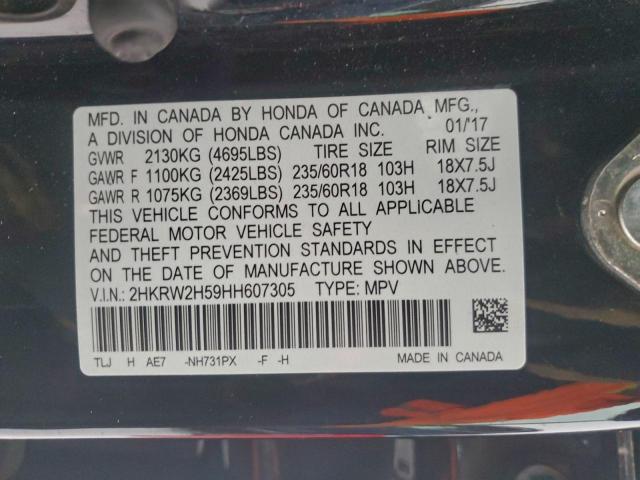 MFD. IN CANADA BY HONDA OF CANADA MFG.,
A DIVISION OF HONDA CANADA INC. 01/'17
GVWR 2130KG (4695LBS) TIRE SIZE RIM SIZE
GAWR F 1100KG (2425LBS) 235/60R18 103H 18X7.5J
GAWR R 1075KG (2369LBS) 235/60R18 103H 18X7.5J
THIS VEHICLE CONFORMS TO ALL APPLICABLE
FEDERAL MOTOR VEHICLE SAFETY
AND THEFT PREVENTION STANDARDS IN EFFECT
ON THE DATE OF MANUFACTURE SHOWN ABOVE.
V.I.N.: 2HKRW2H59HH607305 TYPE: MPV
TLJ H AE7 -NH731PX -F -H MADE IN CANADA